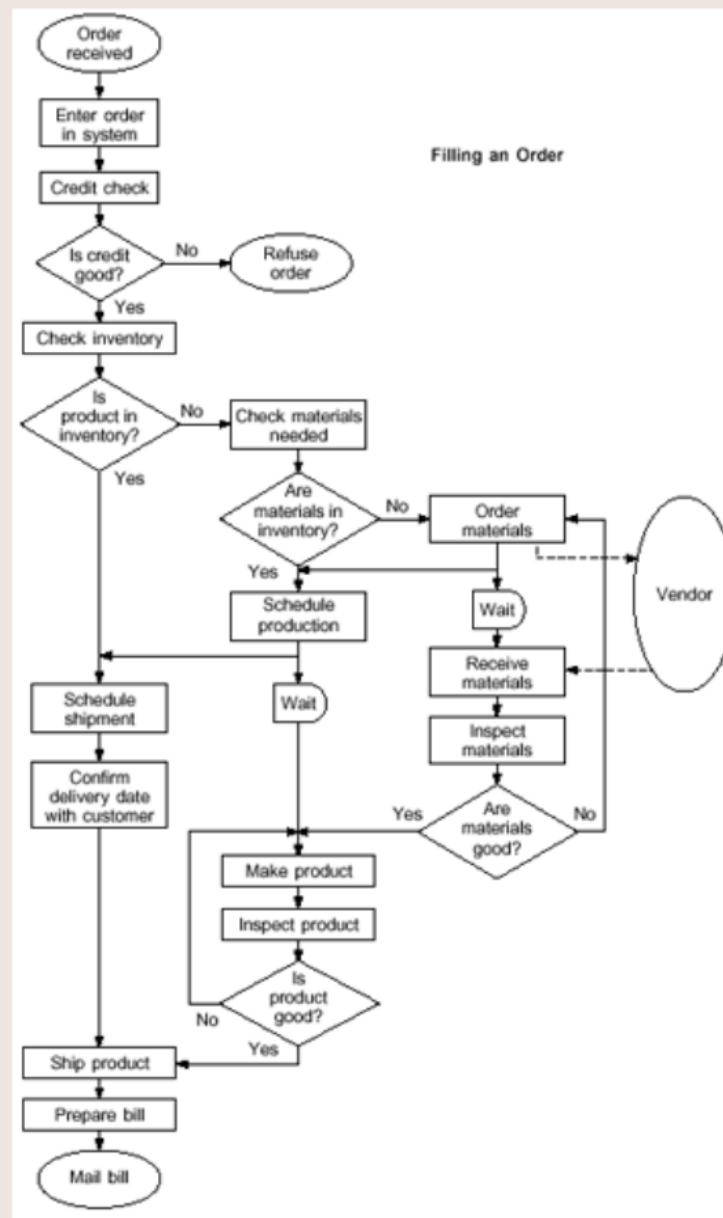 Order
received
Enter order
in system
Filling an Order
Credit check
Is credit
good?
No
Refuse
order
Yes
Check inventory
Is
product in
inventory?
No
Check materials
needed
Yes
Are
materials in
inventory?
No
Order
materials
Yes
Schedule
production
Wait
Vendor
Receive
materials
Schedule
shipment
Wait
Inspect
materials
Confirm
delivery date
with customer
Yes
Are
materials
good?
No
Make product
Inspect product
Is
product
good?
No
Yes
Ship product
Prepare bill
Mail bill